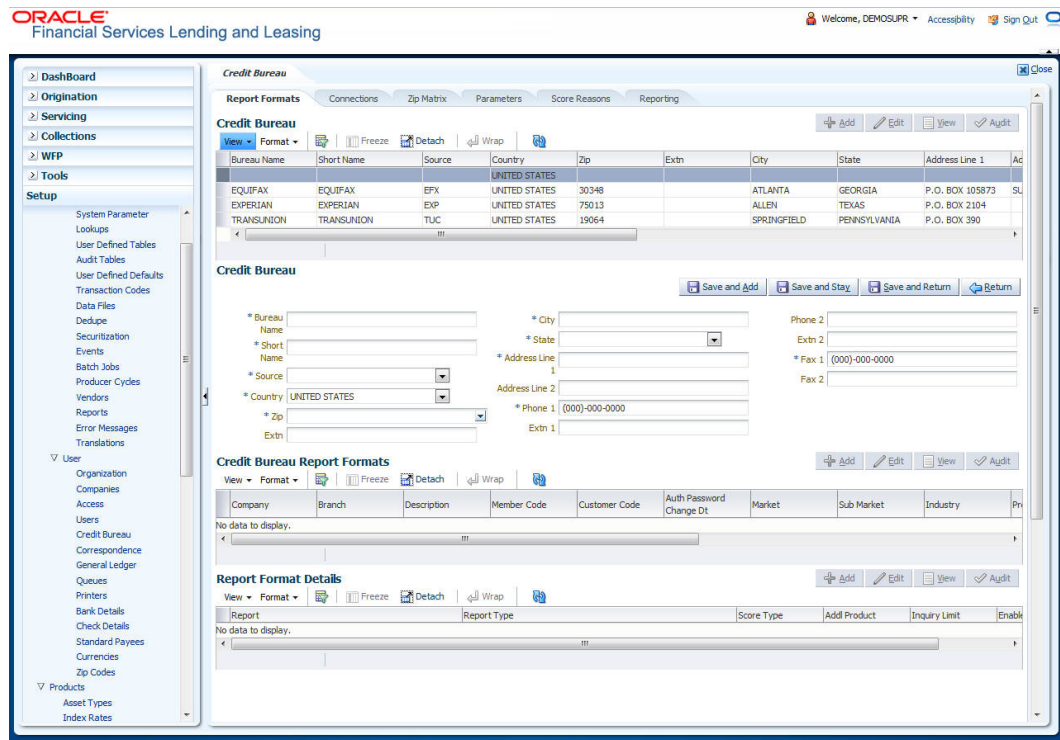 ORACLE
Financial Services Lending and Leasing
Welcome, DEMOSUPR Accessibility Sign Out
Close
DashBoard
Origination
Servicing
Collections
WFP
Tools
Setup
System Parameter
Lookups
User Defined Tables
Audit Tables
User Defined Defaults
Transaction Codes
Data Files
Dedupe
Securitization
Events
Batch Jobs
Producer Cycles
Vendors
Reports
Error Messages
Translations
User
Organization
Companies
Access
Users
Credit Bureau
Correspondence
General Ledger
Queues
Printers
Bank Details
Check Details
Standard Payees
Currencies
Zip Codes
Products
Asset Types
Index Rates
Credit Bureau
Report Formats Connections Zip Matrix Parameters Score Reasons Reporting
Credit Bureau
Add Edit View Audit
View Format Freeze Detach Wrap
Bureau Name Short Name Source Country Zip Extn City State Address Line 1 Ad
UNITED STATES
EQUIFAX EQUIFAX EFX UNITED STATES 30348 ATLANTA GEORGIA P.O. BOX 105873 SU
EXPERIAN EXPERIAN EXP UNITED STATES 75013 ALLEN TEXAS P.O. BOX 2104
TRANSUNION TRANSUNION TUC UNITED STATES 19064 SPRINGFIELD PENNSYLVANIA P.O. BOX 390
Credit Bureau
Save and Add Save and Stay Save and Return Return
* Bureau Name
* Short Name
* Source
* Country UNITED STATES
* Zip
Extn
* City
* State
* Address Line 1
Address Line 2
* Phone 1 (000)-000-0000
Extn 1
Phone 2
Extn 2
* Fax 1 (000)-000-0000
Fax 2
Credit Bureau Report Formats
Add Edit View Audit
View Format Freeze Detach Wrap
Company Branch Description Member Code Customer Code Auth Password Change Dt Market Sub Market Industry Pr
No data to display.
Report Format Details
Add Edit View Audit
View Format Freeze Detach Wrap
Report Report Type Score Type Addl Product Inquiry Limit Enable
No data to display.